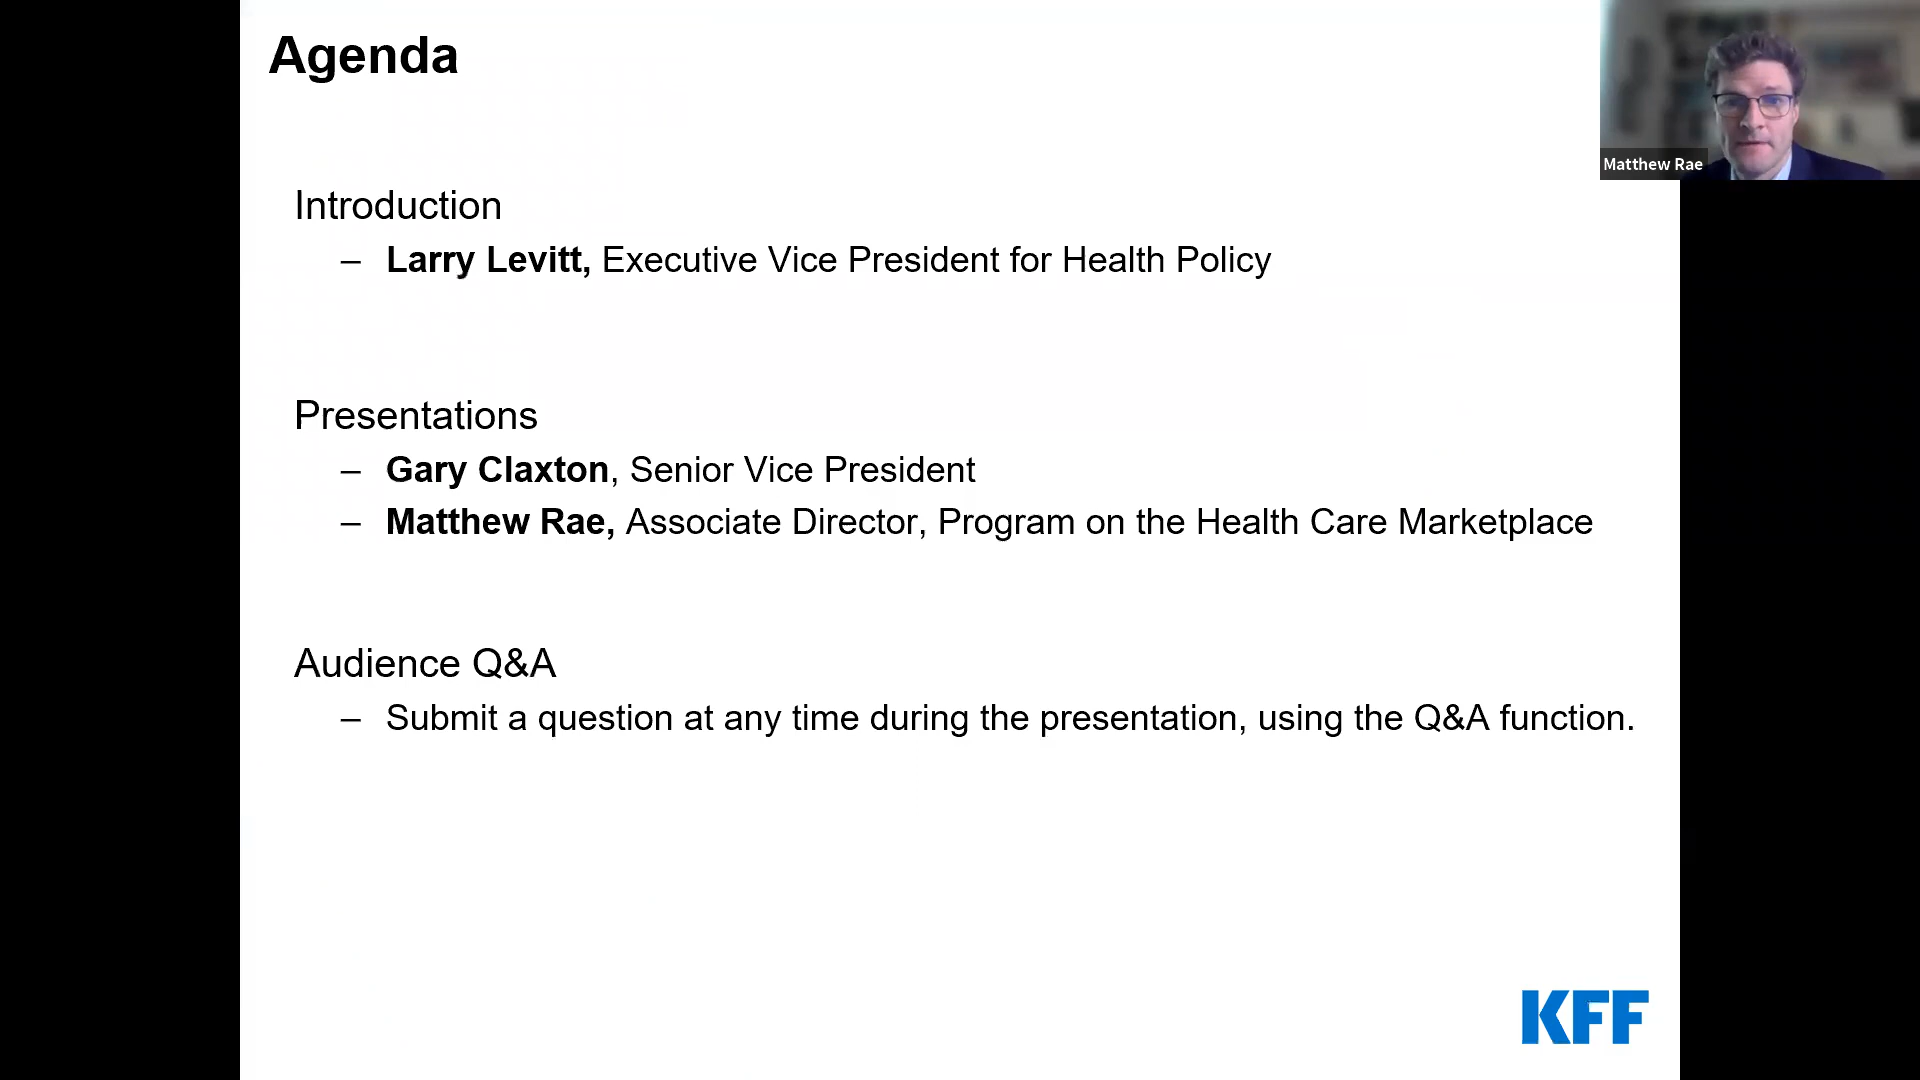 Agenda
Matthew Rae
Introduction
– Larry Levitt, Executive Vice President for Health Policy
Presentations
– Gary Claxton, Senior Vice President
– Matthew Rae, Associate Director, Program on the Health Care Marketplace
Audience Q&A
– Submit a question at any time during the presentation, using the Q&A function.
KFF